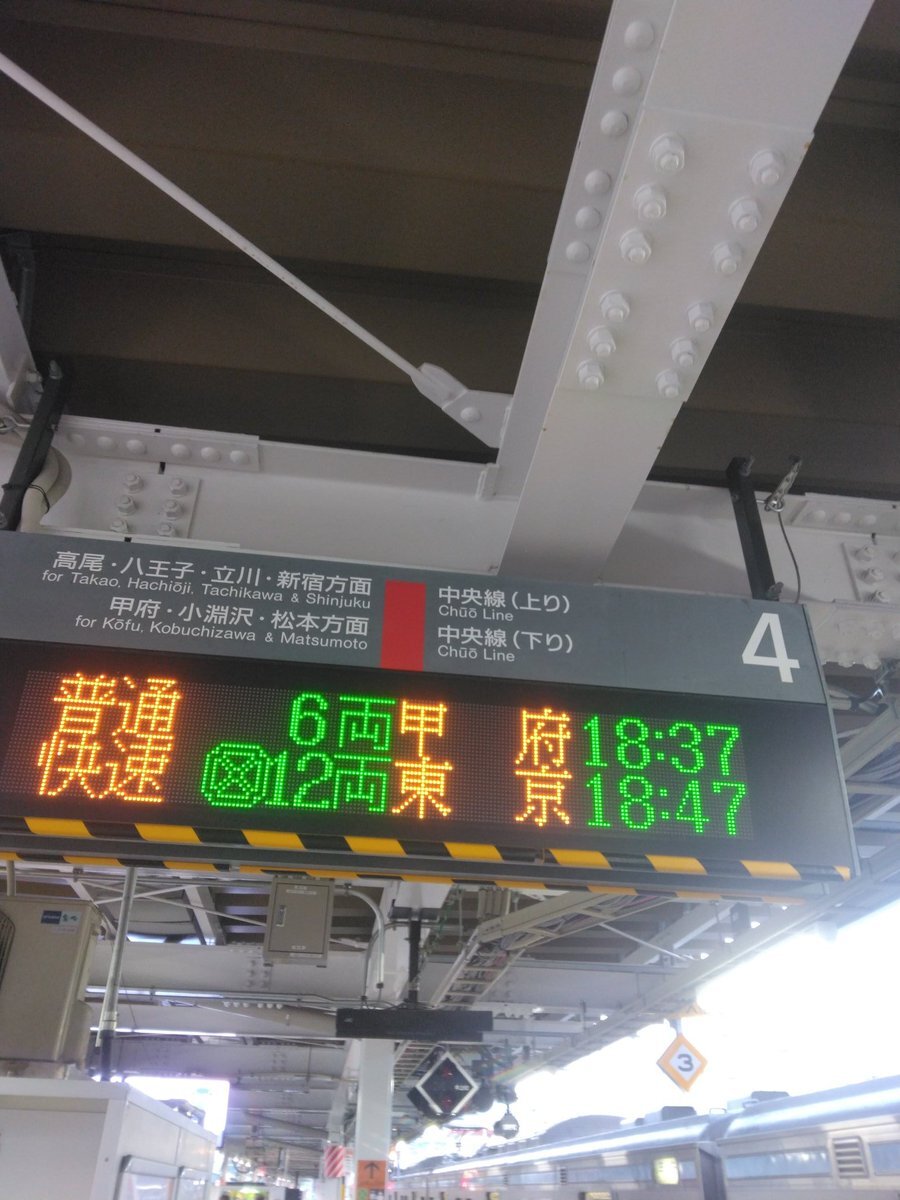 高尾・八王子・立川・新宿方面
for Takao, Hachiōji, Tachikawa & Shinjuku
甲府・小淵沢・松本方面
for Kōfu, Kobuchizawa & Matsumoto
中央線(上り)
Chūō Line
中央線(下り)
Chūō Line
4
普通 6両 甲府 18:37
快速 12両 東京 18:47
3